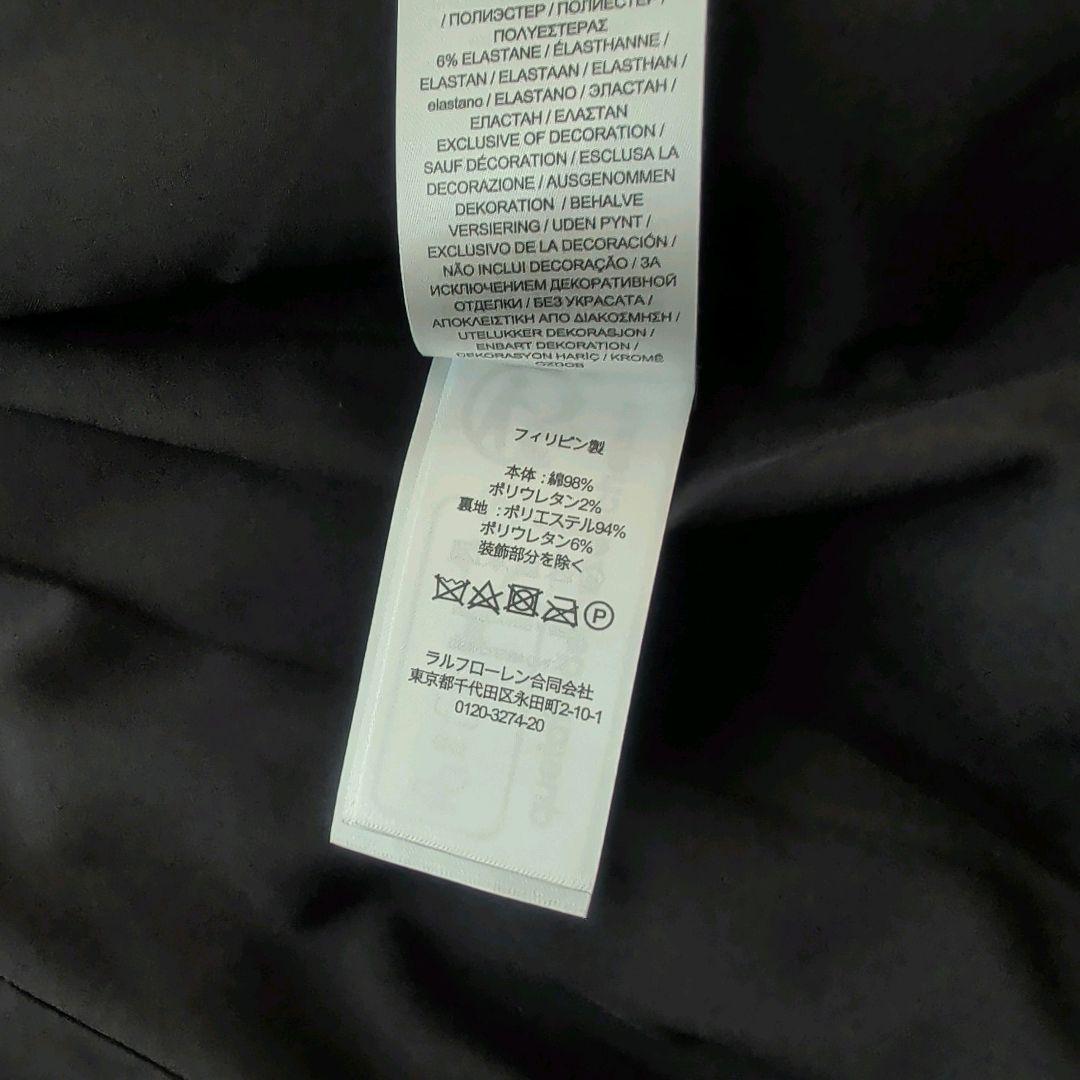 / ПОЛИЭСТЕР / ПОЛИЕСТЕР /
ΠΟΛΥΕΣΤΕΡΑΣ
6% ELASTANE / ÉLASTHANNE /
ELASTAN / ELASTAAN / ELASTHAN /
elastano / ELASTANO / ЭЛАСТАН /
ЕЛАСТАН / ΕΛΑΣΤΑΝ
EXCLUSIVE OF DECORATION /
SAUF DÉCORATION / ESCLUSA LA
DECORAZIONE / AUSGENOMMEN
DEKORATION / BEHALVE
VERSIERING / UDEN PYNT /
EXCLUSIVO DE LA DECORACIÓN /
NÃO INCLUI DECORAÇÃO / ЗА
ИСКЛЮЧЕНИЕМ ДЕКОРАТИВНОЙ
ОТДЕЛКИ / БЕЗ УКРАСАТА /
ΑΠΟΚΛΕΙΣΤΙΚΗ ΑΠΟ ΔΙΑΚΟΣΜΗΣΗ /
UTELUKKER DEKORASJON /
ENBART DEKORATION /
DEKORASYON HARİÇ / KROMĚ
OZDOB
フィリピン製
本体 : 綿98%
ポリウレタン2%
裏地 : ポリエステル94%
ポリウレタン6%
装飾部分を除く
P
ラルフローレン合同会社
東京都千代田区永田町2-10-1
0120-3274-20